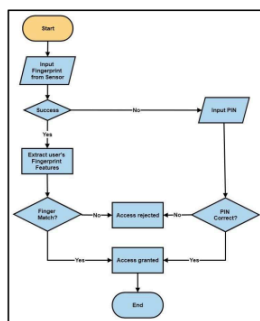 Start
Input
Fingerprint
from Sensor
Success
No
Input PIN
Yes
Extract user's
Fingerprint
Features
Finger
Match?
No
Access rejected
No
PIN
Correct?
Yes
Access granted
Yes
End